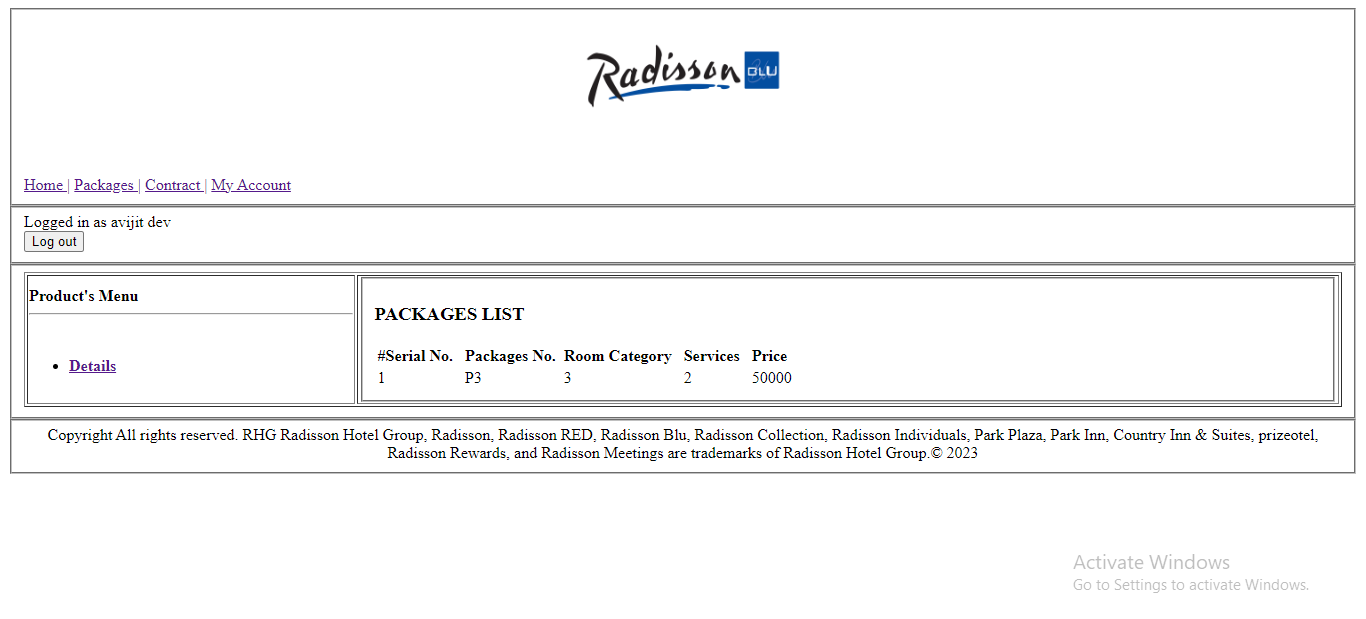 Radisson BLU
Home | Packages | Contract | My Account
Logged in as avijit dev
Log out
Product's Menu
Details
PACKAGES LIST
#Serial No. Packages No. Room Category Services Price
1 P3 3 2 50000
Copyright All rights reserved. RHG Radisson Hotel Group, Radisson, Radisson RED, Radisson Blu, Radisson Collection, Radisson Individuals, Park Plaza, Park Inn, Country Inn & Suites, prizeotel,
Radisson Rewards, and Radisson Meetings are trademarks of Radisson Hotel Group.© 2023
Activate Windows
Go to Settings to activate Windows.